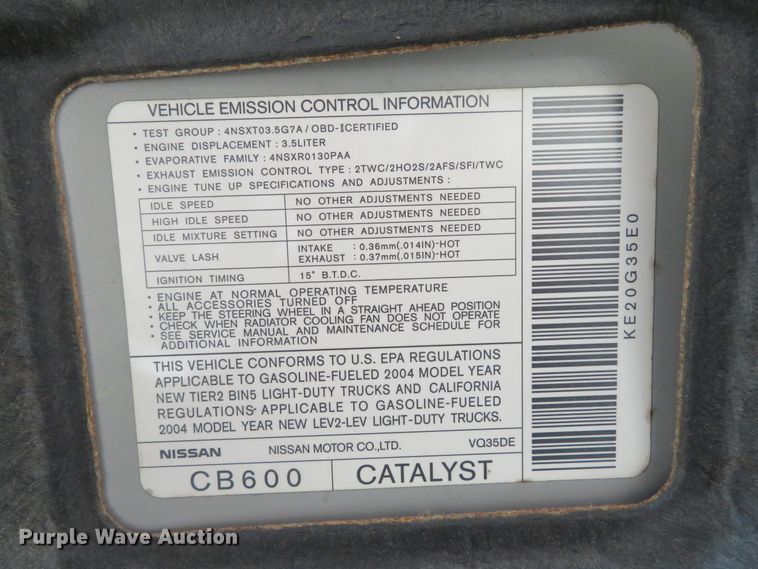 VEHICLE EMISSION CONTROL INFORMATION
• TEST GROUP : 4NSXT03.5G7A / OBD-ⅠCERTIFIED
• ENGINE DISPLACEMENT : 3.5LITER
• EVAPORATIVE FAMILY : 4NSXR0130PAA
• EXHAUST EMISSION CONTROL TYPE : 2TWC/2HO2S/2AFS/SFI/TWC
• ENGINE TUNE UP SPECIFICATIONS AND ADJUSTMENTS :
IDLE SPEED NO OTHER ADJUSTMENTS NEEDED
HIGH IDLE SPEED NO OTHER ADJUSTMENTS NEEDED
IDLE MIXTURE SETTING NO OTHER ADJUSTMENTS NEEDED
VALVE LASH INTAKE : 0.36mm(.014IN)-HOT
EXHAUST : 0.37mm(.015IN)-HOT
IGNITION TIMING 15° B.T.D.C.
• ENGINE AT NORMAL OPERATING TEMPERATURE
• ALL ACCESSORIES TURNED OFF
• KEEP THE STEERING WHEEL IN A STRAIGHT AHEAD POSITION
• CHECK WHEN RADIATOR COOLING FAN DOES NOT OPERATE
• SEE SERVICE MANUAL AND MAINTENANCE SCHEDULE FOR
ADDITIONAL INFORMATION
THIS VEHICLE CONFORMS TO U.S. EPA REGULATIONS
APPLICABLE TO GASOLINE-FUELED 2004 MODEL YEAR
NEW TIER2 BIN5 LIGHT-DUTY TRUCKS AND CALIFORNIA
REGULATIONS APPLICABLE TO GASOLINE-FUELED
2004 MODEL YEAR NEW LEV2-LEV LIGHT-DUTY TRUCKS.
NISSAN NISSAN MOTOR CO.,LTD. VQ35DE
CB600 CATALYST
KE20G35E0
Purple Wave Auction